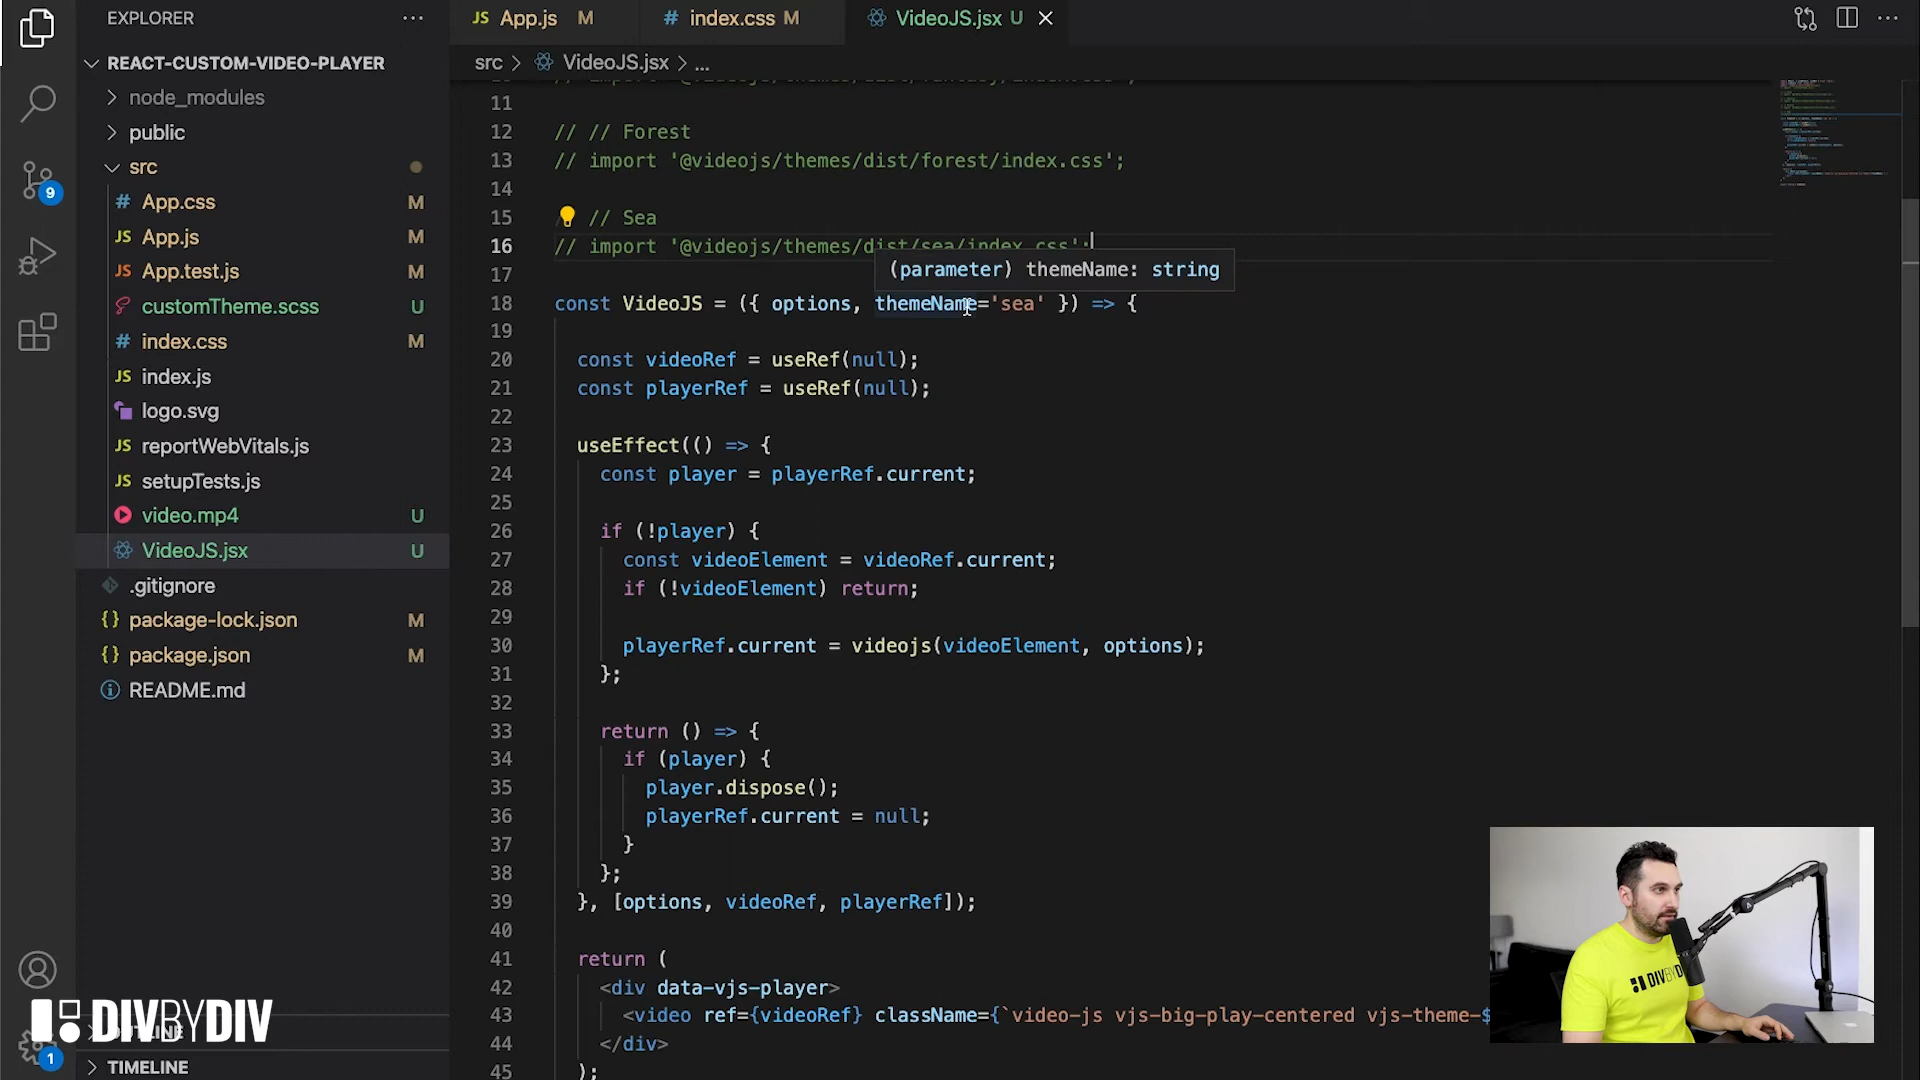 EXPLORER
REACT-CUSTOM-VIDEO-PLAYER
node_modules
public
src
# App.css M
JS App.js M
JS App.test.js M
customTheme.scss U
# index.css M
JS index.js
logo.svg
JS reportWebVitals.js
JS setupTests.js
video.mp4 U
VideoJS.jsx U
.gitignore
{} package-lock.json M
{} package.json M
README.md
OUTLINE
TIMELINE
9
1
DIVBYDIV
JS App.js M
# index.css M
VideoJS.jsx U
src > VideoJS.jsx > ...
11
12 // // Forest
13 // import '@videojs/themes/dist/forest/index.css';
14
15 // Sea
16 // import '@videojs/themes/dist/sea/index.css';
(parameter) themeName: string
17
18 const VideoJS = ({ options, themeName='sea' }) => {
19
20 const videoRef = useRef(null);
21 const playerRef = useRef(null);
22
23 useEffect(() => {
24 const player = playerRef.current;
25
26 if (!player) {
27 const videoElement = videoRef.current;
28 if (!videoElement) return;
29
30 playerRef.current = videojs(videoElement, options);
31 };
32
33 return () => {
34 if (player) {
35 player.dispose();
36 playerRef.current = null;
37 }
38 };
39 }, [options, videoRef, playerRef]);
40
41 return (
42 <div data-vjs-player>
43 <video ref={videoRef} className={`video-js vjs-big-play-centered vjs-theme-$
44 </div>
45 );
DIVBYD